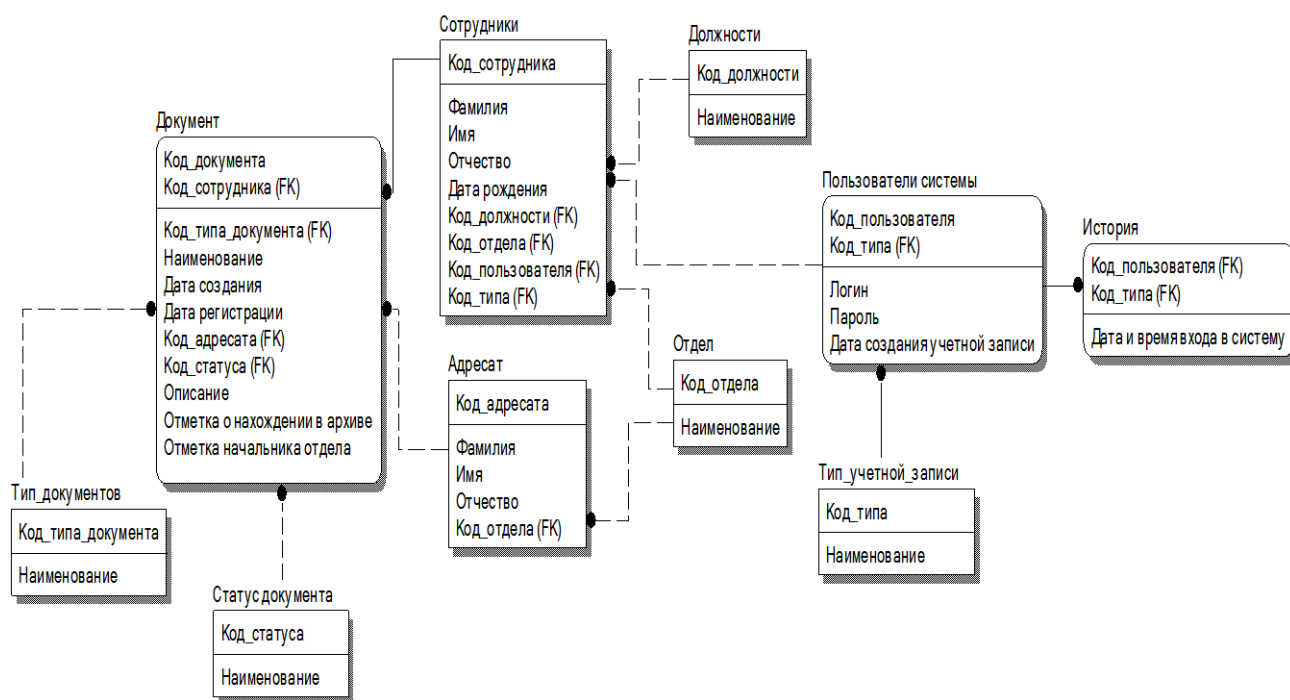 Сотрудники
Код_сотрудника
Фамилия
Имя
Отчество
Дата рождения
Код_должности (FK)
Код_отдела (FK)
Код_пользователя (FK)
Код_типа (FK)
Должности
Код_должности
Наименование
Документ
Код_документа
Код_сотрудника (FK)
Код_типа_документа (FK)
Наименование
Дата создания
Дата регистрации
Код_адресата (FK)
Код_статуса (FK)
Описание
Отметка о нахождении в архиве
Отметка начальника отдела
Пользователи системы
Код_пользователя
Код_типа (FK)
Логин
Пароль
Дата создания учетной записи
История
Код_пользователя (FK)
Код_типа (FK)
Дата и время входа в систему
Адресат
Код_адресата
Фамилия
Имя
Отчество
Код_отдела (FK)
Отдел
Код_отдела
Наименование
Тип_документов
Код_типа_документа
Наименование
Статус документа
Код_статуса
Наименование
Тип_учетной_записи
Код_типа
Наименование